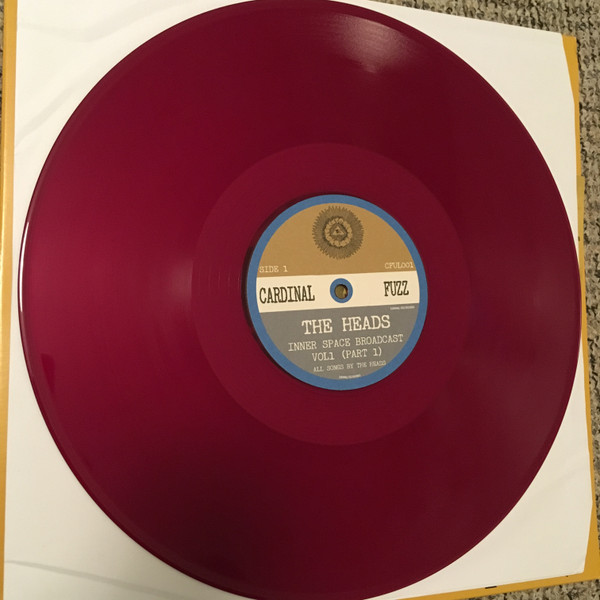 SIDE 1 CFUL001
CARDINAL FUZZ
THE HEADS
INNER SPACE BROADCAST
VOL1 (PART 1)
ALL SONGS BY THE HEADS